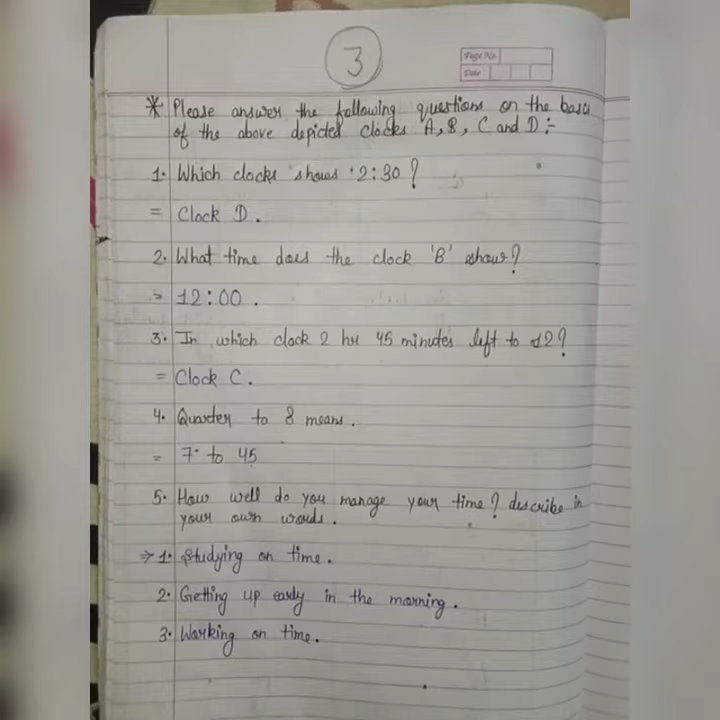 3
Page No.
Date
* Please answer the following questions on the basis
of the above depicted clocks A, B, C and D :-
1. Which clocks shows 2:30 ?
= Clock D.
2. What time does the clock 'B' show?
= 12:00 .
3. In which clock 2 hr 45 minutes left to 12?
= Clock C.
4. Quarter to 8 means.
= 7 to 45
5. How well do you manage your time? describe in
your own words.
⇒ 1. Studying on time.
2. Getting up early in the morning.
3. Working on time.